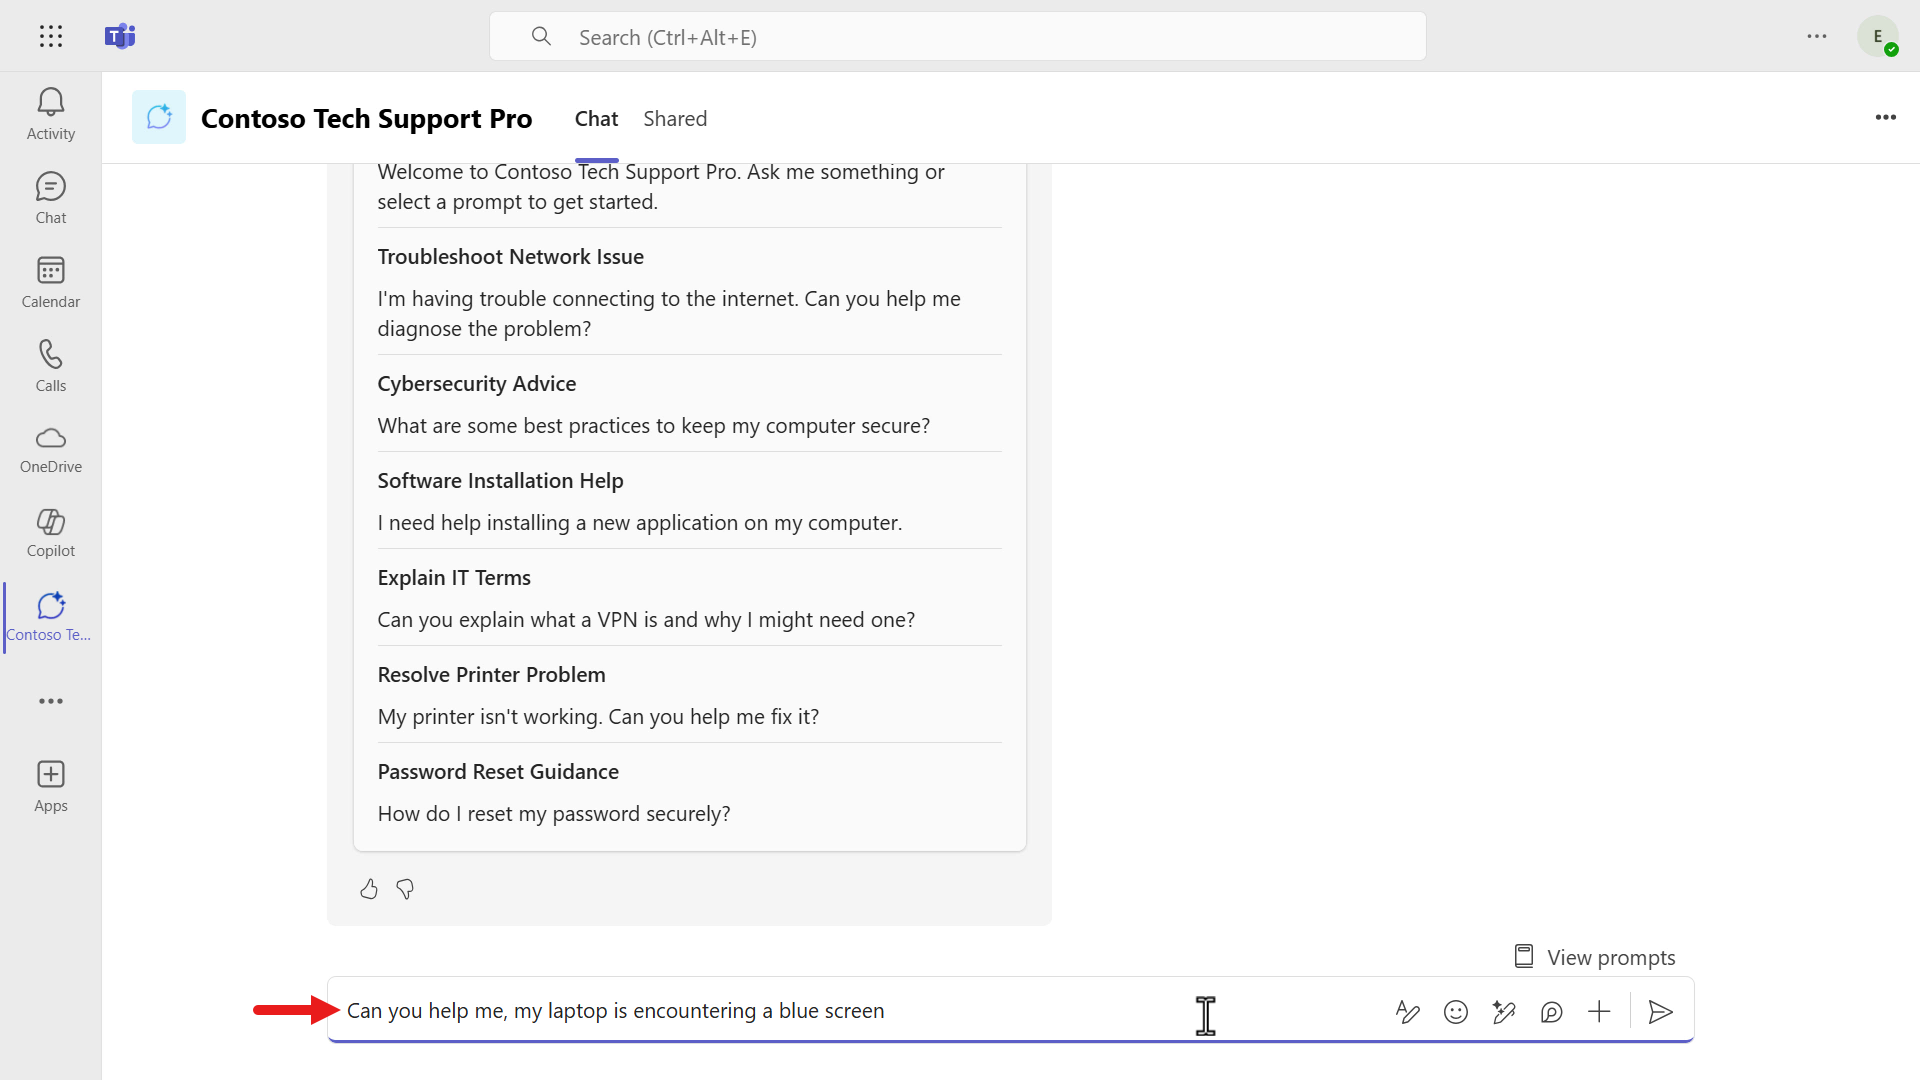 Search (Ctrl+Alt+E)
E
Activity
Chat
Calendar
Calls
OneDrive
Copilot
Contoso Te...
Apps
Contoso Tech Support Pro
Chat
Shared
Welcome to Contoso Tech Support Pro. Ask me something or
select a prompt to get started.
Troubleshoot Network Issue
I'm having trouble connecting to the internet. Can you help me
diagnose the problem?
Cybersecurity Advice
What are some best practices to keep my computer secure?
Software Installation Help
I need help installing a new application on my computer.
Explain IT Terms
Can you explain what a VPN is and why I might need one?
Resolve Printer Problem
My printer isn't working. Can you help me fix it?
Password Reset Guidance
How do I reset my password securely?
View prompts
Can you help me, my laptop is encountering a blue screen